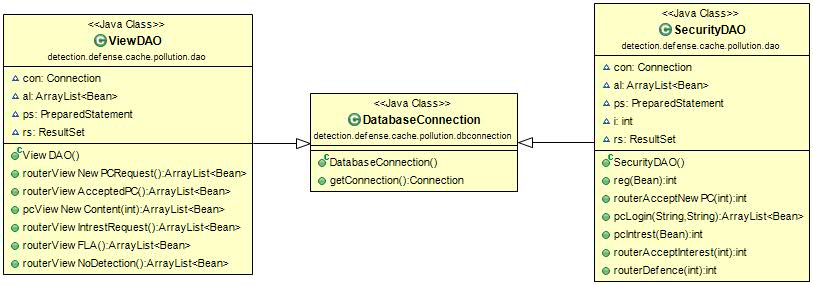 <<Java Class>>
C ViewDAO
detection.defense.cache.pollution.dao
con: Connection
al: ArrayList<Bean>
ps: PreparedStatement
rs: ResultSet
C View DAO()
routerView New PCRequest():ArrayList<Bean>
routerView AcceptedPC():ArrayList<Bean>
pcView New Content(int):ArrayList<Bean>
routerView IntrestRequest():ArrayList<Bean>
routerView FLA():ArrayList<Bean>
routerView NoDetection():ArrayList<Bean>
<<Java Class>>
C DatabaseConnection
detection.defense.cache.pollution.dbconnection
C DatabaseConnection()
getConnection():Connection
<<Java Class>>
C SecurityDAO
detection.defense.cache.pollution.dao
con: Connection
al: ArrayList<Bean>
ps: PreparedStatement
i: int
rs: ResultSet
C SecurityDAO()
reg(Bean):int
routerAcceptNew PC(int):int
pcLogin(String,String):ArrayList<Bean>
pcIntrest(Bean):int
routerAcceptInterest(int):int
routerDefence(int):int